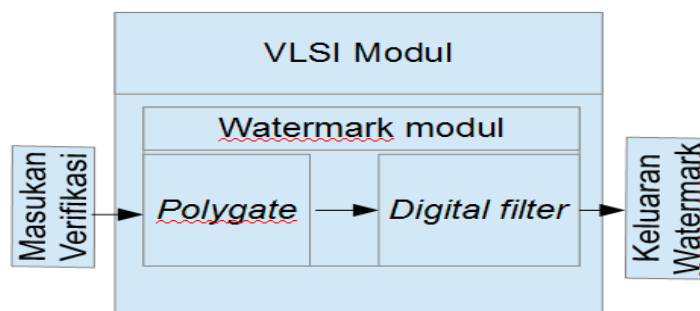 VLSI Modul
Watermark modul
Masukan
Verifikasi
Polygate
Digital filter
Keluaran
Watermark